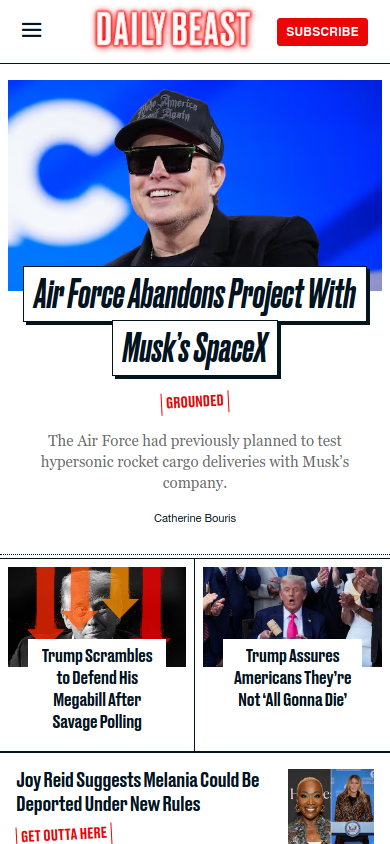 DAILY BEAST
SUBSCRIBE
Make America
Great Again
Air Force Abandons Project With
Musk's SpaceX
GROUNDED
The Air Force had previously planned to test
hypersonic rocket cargo deliveries with Musk's
company.
Catherine Bouris
Trump Scrambles
to Defend His
Megabill After
Savage Polling
Trump Assures
Americans They're
Not 'All Gonna Die'
Joy Reid Suggests Melania Could Be
Deported Under New Rules
GET OUTTA HERE